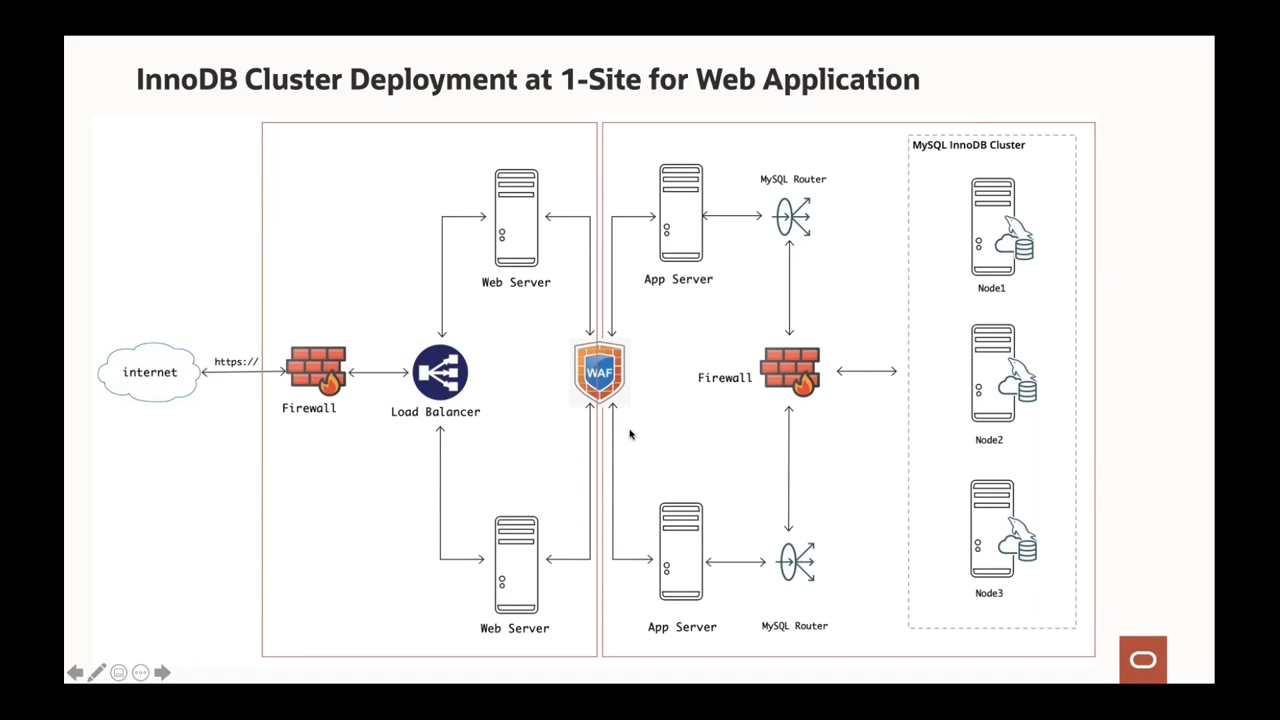 InnoDB Cluster Deployment at 1-Site for Web Application
MySQL InnoDB Cluster
MySQL Router
Web Server
App Server
Node1
internet
https://
Firewall
Load Balancer
WAF
Firewall
Node2
Web Server
App Server
MySQL Router
Node3